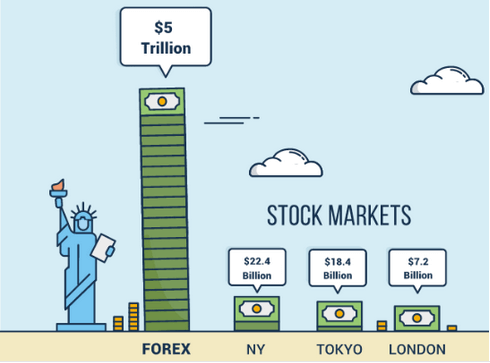 $5
Trillion
STOCK MARKETS
$22.4
Billion
$18.4
Billion
$7.2
Billion
FOREX
NY
TOKYO
LONDON